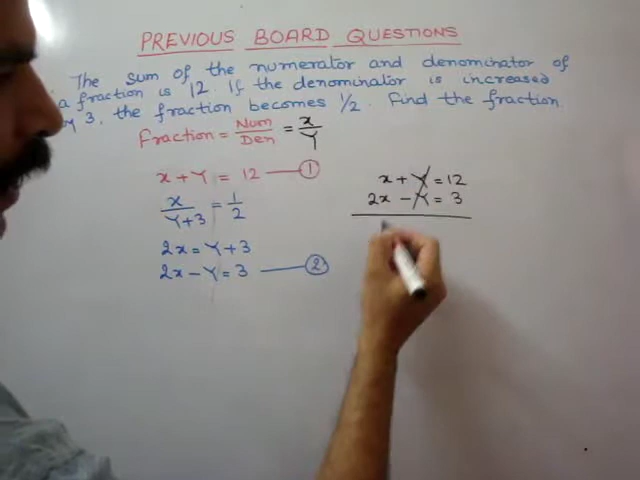 PREVIOUS BOARD QUESTIONS
The sum of the numerator and denominator of
a fraction is 12. If the denominator is increased
3, the fraction becomes 1/2. Find the fraction.
Fraction = Num/Den = x/Y
x + Y = 12 — ①
x/Y+3 = 1/2
2x = Y + 3
2x - Y = 3 — ②
x + Y = 12
2x - Y = 3